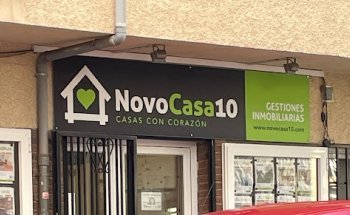 NovoCasa10
CASAS CON CORAZÓN
GESTIONES
INMOBILIARIAS
www.novocasa10.com